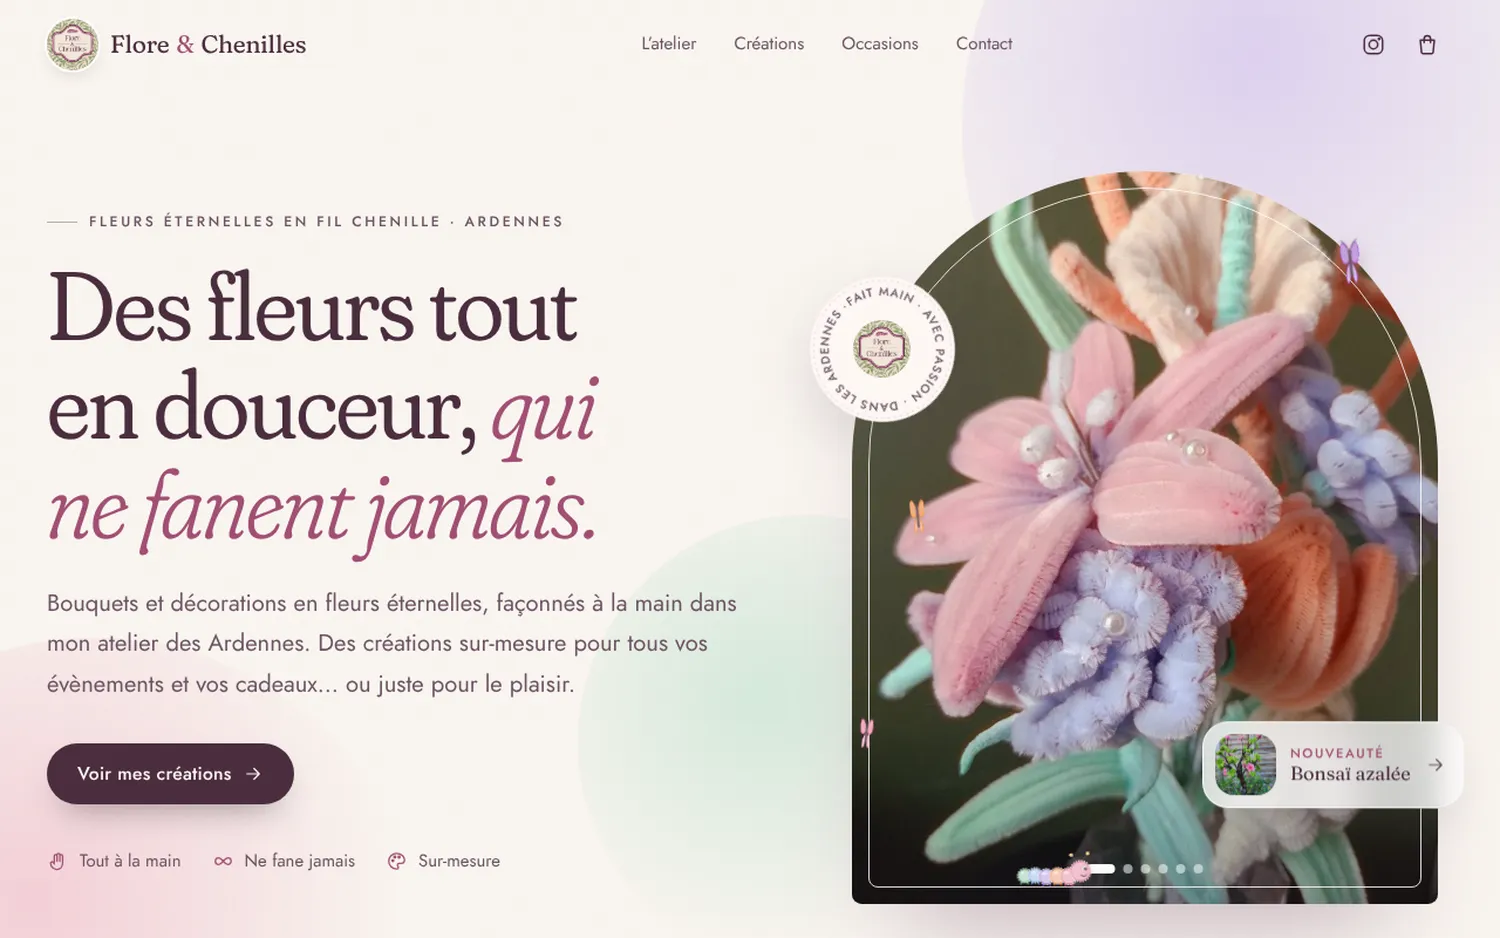 Flore & Chenilles
L'atelier
Créations
Occasions
Contact
FLEURS ÉTERNELLES EN FIL CHENILLE · ARDENNES
Des fleurs tout
en douceur, qui
ne fanent jamais.
Bouquets et décorations en fleurs éternelles, façonnés à la main dans
mon atelier des Ardennes. Des créations sur-mesure pour tous vos
évènements et vos cadeaux... ou juste pour le plaisir.
Voir mes créations →
Tout à la main
Ne fane jamais
Sur-mesure
FAIT MAIN · AVEC PASSION · DANS LES ARDENNES ·
Flore
&
Chenilles
NOUVEAUTÉ
Bonsaï azalée →